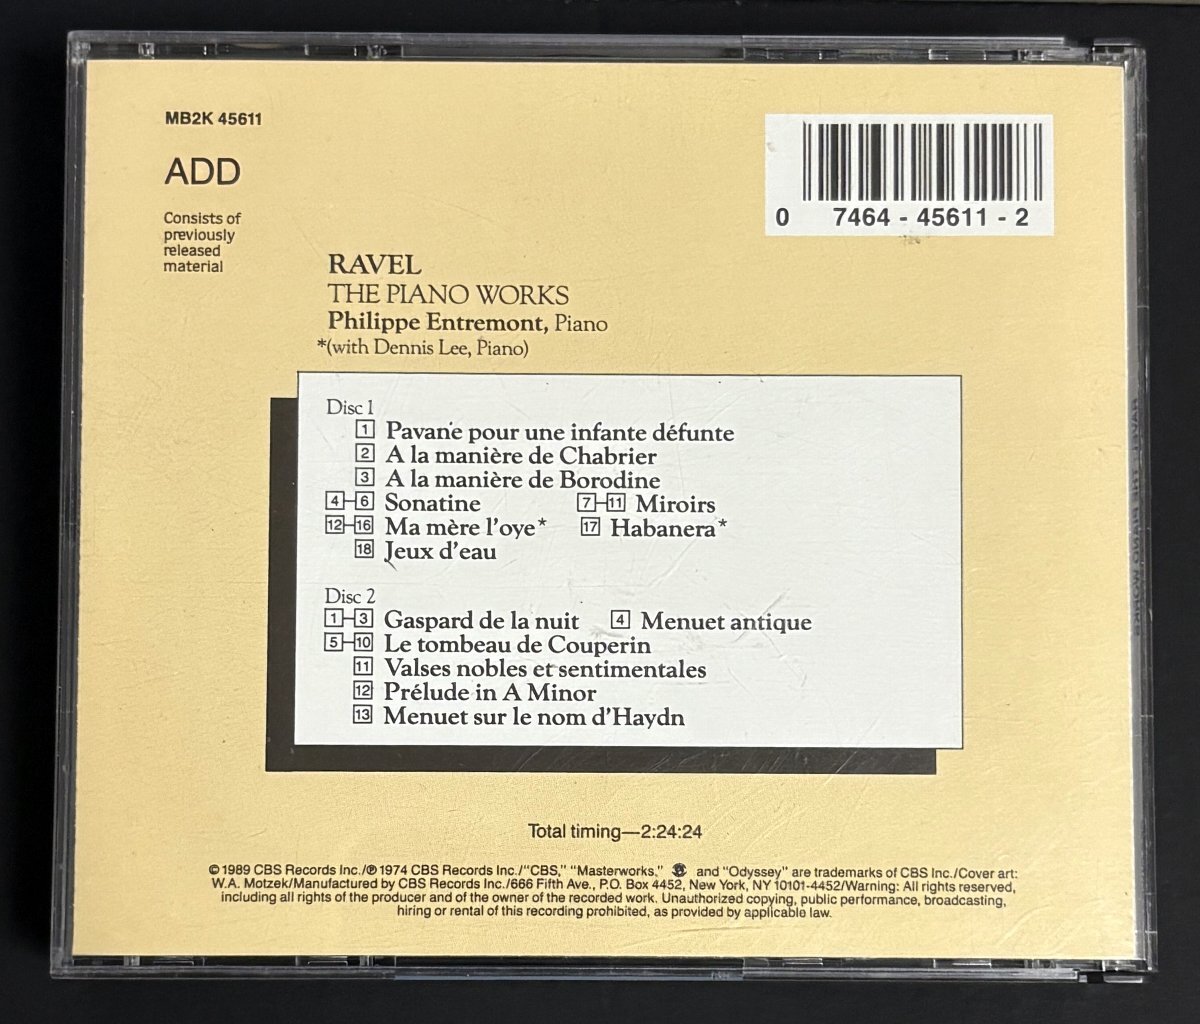 MB2K 45611
ADD
Consists of
previously
released
material
0 7464 - 45611 - 2
RAVEL
THE PIANO WORKS
Philippe Entremont, Piano
*(with Dennis Lee, Piano)
Disc 1
1 Pavane pour une infante défunte
2 A la manière de Chabrier
3 A la manière de Borodine
4–6 Sonatine 7–11 Miroirs
12–16 Ma mère l'oye* 17 Habanera*
18 Jeux d'eau
Disc 2
1–3 Gaspard de la nuit 4 Menuet antique
5–10 Le tombeau de Couperin
11 Valses nobles et sentimentales
12 Prélude in A Minor
13 Menuet sur le nom d'Haydn
Total timing—2:24:24
© 1989 CBS Records Inc./℗ 1974 CBS Records Inc./"CBS," "Masterworks," and "Odyssey" are trademarks of CBS Inc./Cover art:
W.A. Motzek/Manufactured by CBS Records Inc./666 Fifth Ave., P.O. Box 4452, New York, NY 10101-4452/Warning: All rights reserved,
including all rights of the producer and of the owner of the recorded work. Unauthorized copying, public performance, broadcasting,
hiring or rental of this recording prohibited, as provided by applicable law.